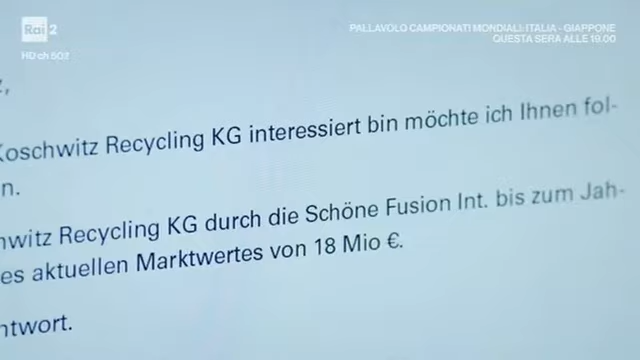 Rai 2
HD ch 502
PALLAVOLO CAMPIONATI MONDIALI: ITALIA - GIAPPONE
QUESTA SERA ALLE 19.00
Koschwitz Recycling KG interessiert bin möchte ich Ihnen fol-
n.
hwitz Recycling KG durch die Schöne Fusion Int. bis zum Jah-
es aktuellen Marktwertes von 18 Mio €.
ntwort.